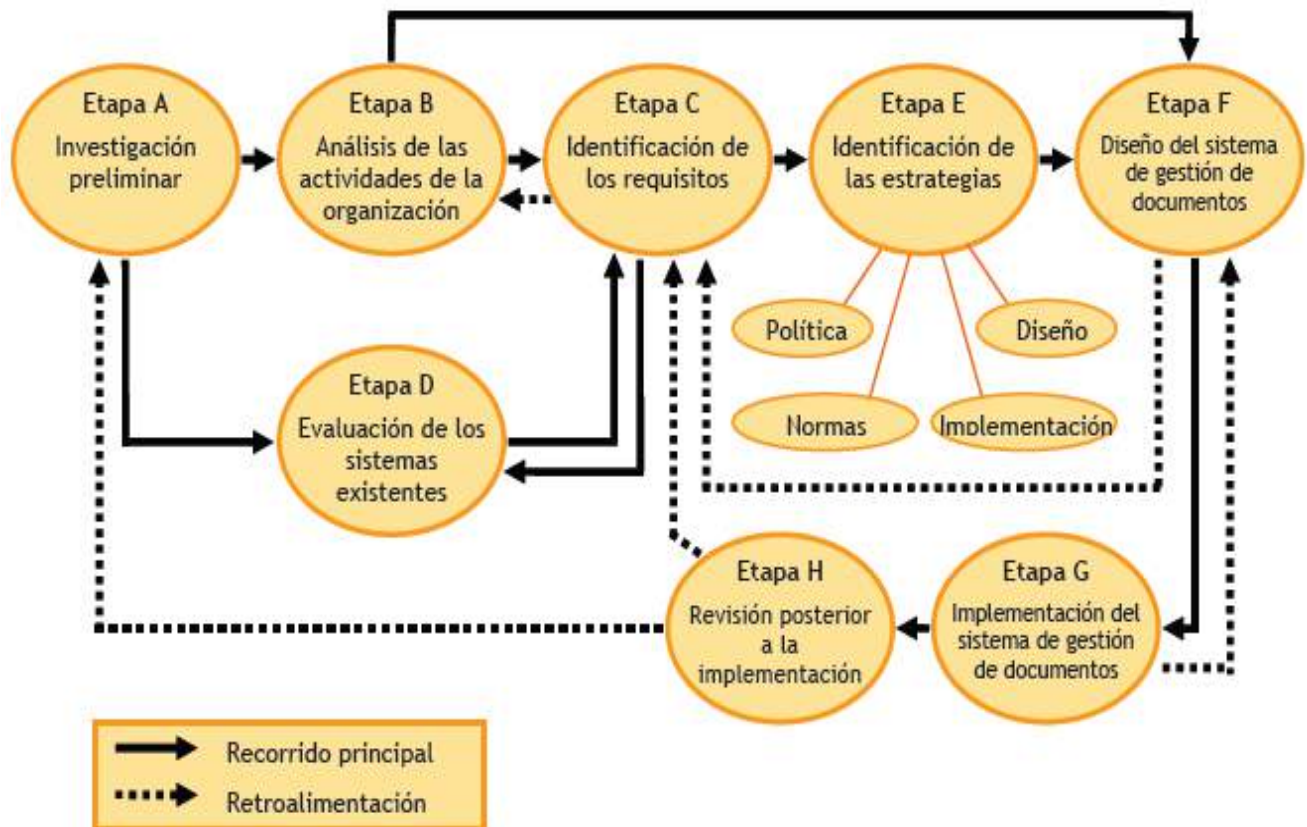 Etapa A
Investigación
preliminar
Etapa B
Análisis de las
actividades de la
organización
Etapa C
Identificación de
los requisitos
Etapa E
Identificación de
las estrategias
Etapa F
Diseño del sistema
de gestión de
documentos
Política
Diseño
Normas
Implementación
Etapa D
Evaluación de los
sistemas
existentes
Etapa H
Revisión posterior
a la
implementación
Etapa G
Implementación del
sistema de gestión
de documentos
Recorrido principal
Retroalimentación